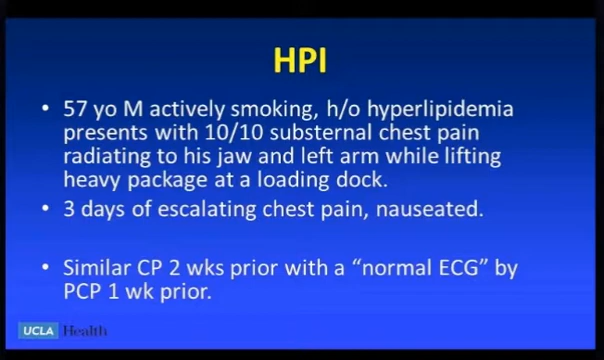 HPI
• 57 yo M actively smoking, h/o hyperlipidemia
presents with 10/10 substernal chest pain
radiating to his jaw and left arm while lifting
heavy package at a loading dock.
• 3 days of escalating chest pain, nauseated.
• Similar CP 2 wks prior with a “normal ECG” by
PCP 1 wk prior.
UCLA Health